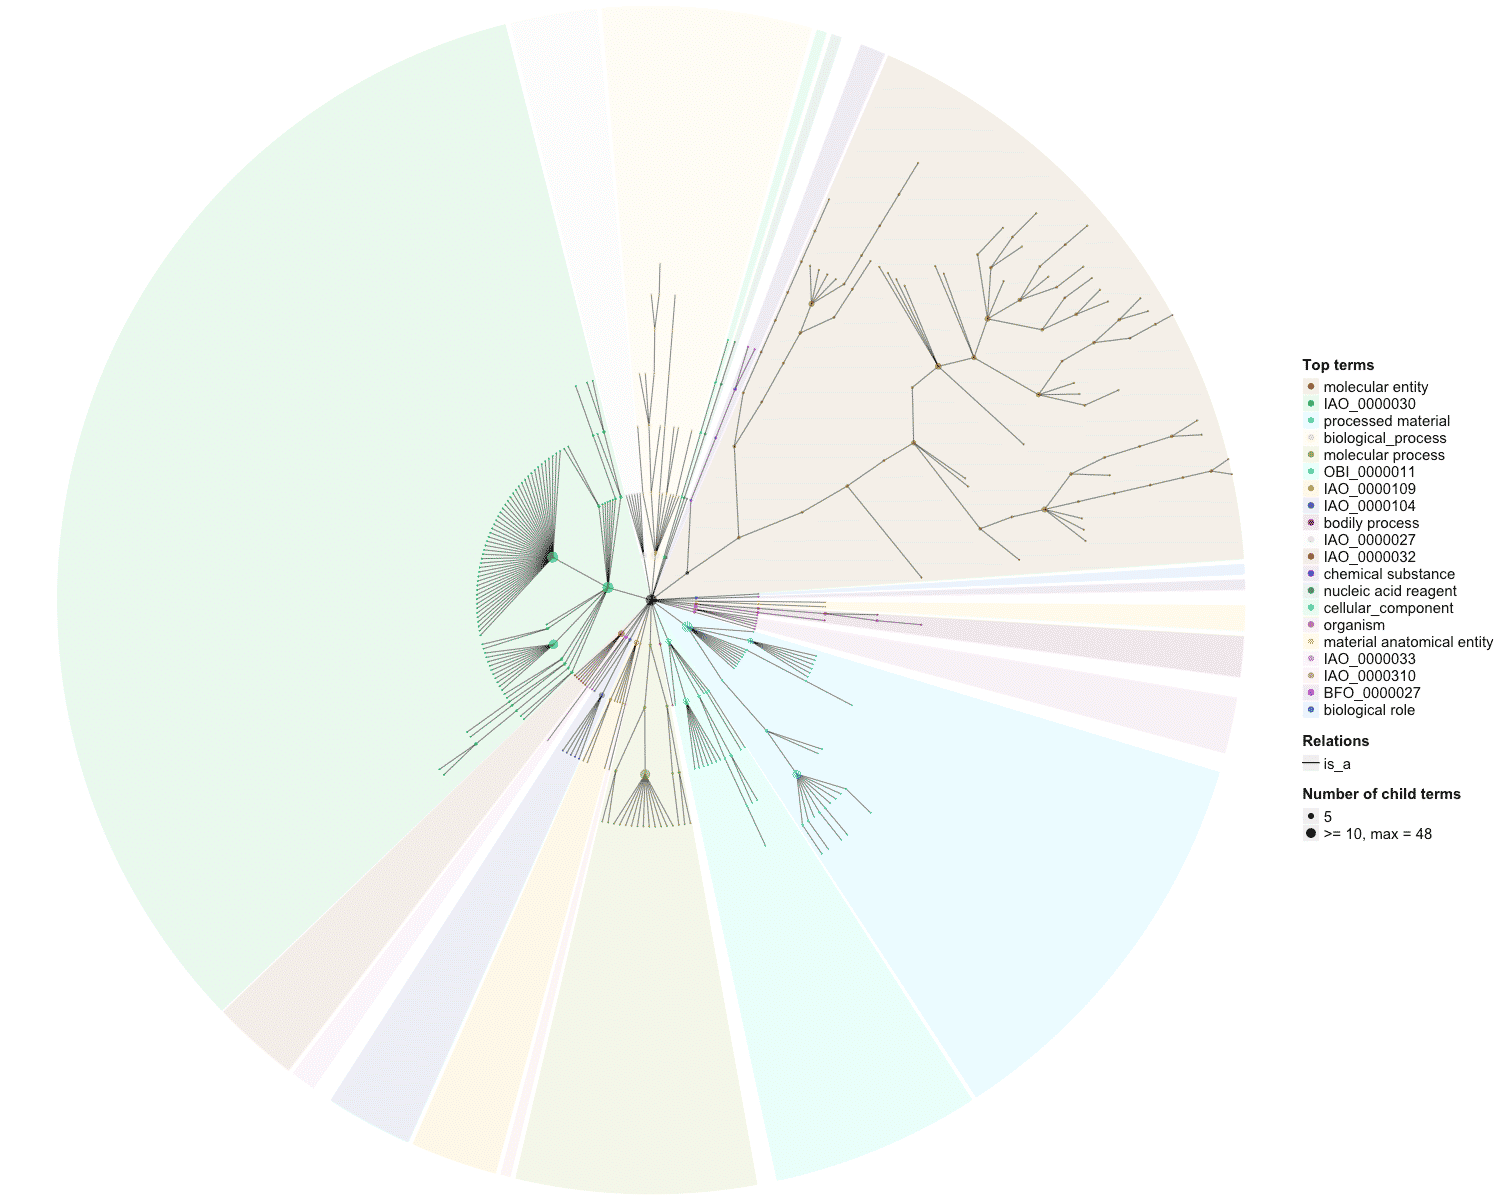 Top terms
molecular entity
IAO_0000030
processed material
biological_process
molecular process
OBI_0000011
IAO_0000109
IAO_0000104
bodily process
IAO_0000027
IAO_0000032
chemical substance
nucleic acid reagent
cellular_component
organism
material anatomical entity
IAO_0000033
IAO_0000310
BFO_0000027
biological role
Relations
is_a
Number of child terms
5
>= 10, max = 48